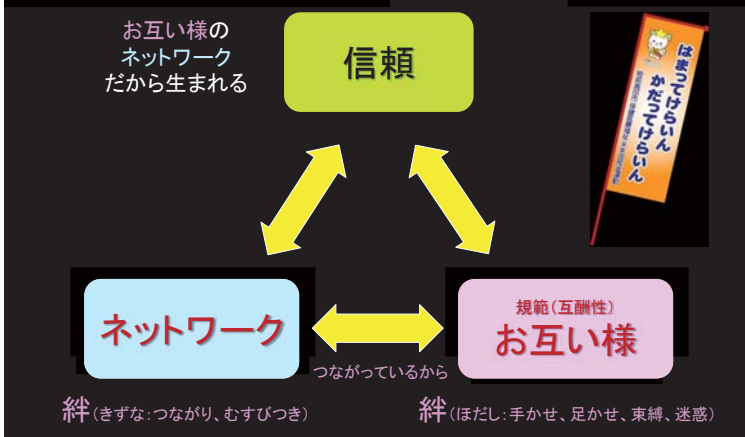 お互い様の
ネットワーク
だから生まれる
信頼
はまってけらいん
かだってけらいん
ネットワーク
規範(互酬性)
お互い様
つながっているから
絆(きずな:つながり、むすびつき)
絆(ほだし:手かせ、足かせ、束縛、迷惑)